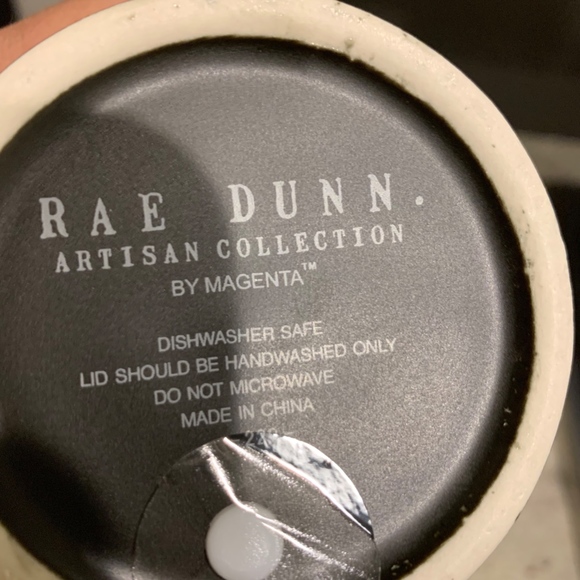 RAE DUNN.
ARTISAN COLLECTION
BY MAGENTA™
DISHWASHER SAFE
LID SHOULD BE HANDWASHED ONLY
DO NOT MICROWAVE
MADE IN CHINA